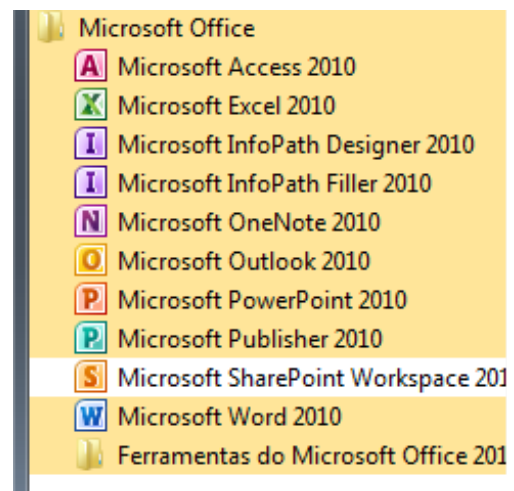 Microsoft Office
A Microsoft Access 2010
X Microsoft Excel 2010
I Microsoft InfoPath Designer 2010
I Microsoft InfoPath Filler 2010
N Microsoft OneNote 2010
O Microsoft Outlook 2010
P Microsoft PowerPoint 2010
P Microsoft Publisher 2010
S Microsoft SharePoint Workspace 201
W Microsoft Word 2010
Ferramentas do Microsoft Office 201